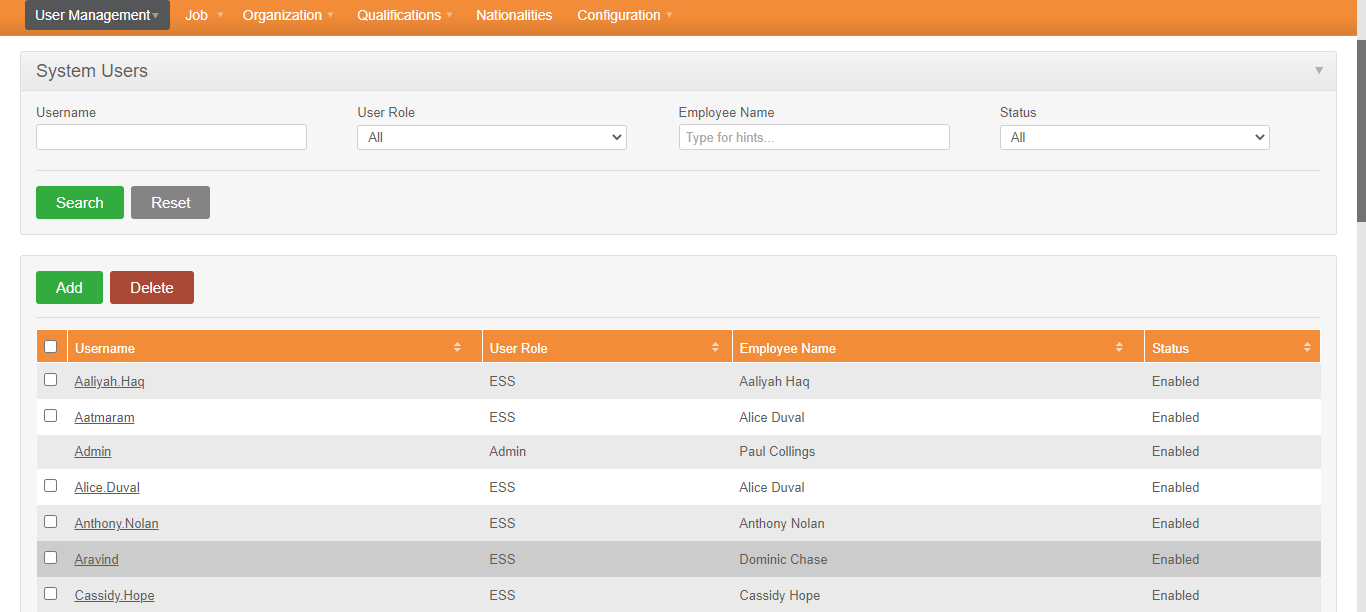 User Management Job Organization Qualifications Nationalities Configuration
System Users
Username User Role Employee Name Status
All Type for hints... All
Search Reset
Add Delete
Username User Role Employee Name Status
Aaliyah.Haq ESS Aaliyah Haq Enabled
Aatmaram ESS Alice Duval Enabled
Admin Admin Paul Collings Enabled
Alice.Duval ESS Alice Duval Enabled
Anthony.Nolan ESS Anthony Nolan Enabled
Aravind ESS Dominic Chase Enabled
Cassidy.Hope ESS Cassidy Hope Enabled